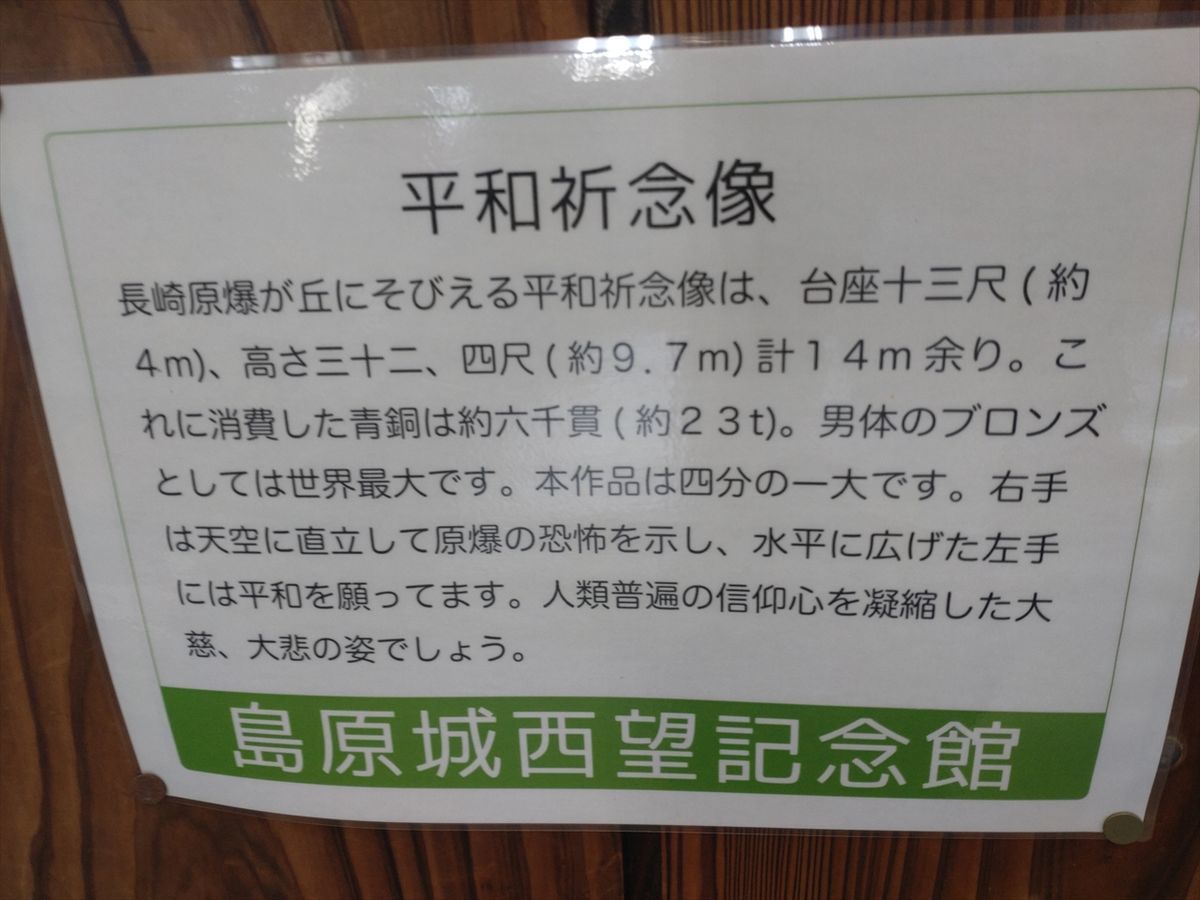 平和祈念像
長崎原爆が丘にそびえる平和祈念像は、台座十三尺(約
4m)、高さ三十二、四尺(約９.７m)計１４m余り。こ
れに消費した青銅は約六千貫(約２３t)。男体のブロンズ
としては世界最大です。本作品は四分の一大です。右手
は天空に直立して原爆の恐怖を示し、水平に広げた左手
には平和を願ってます。人類普遍の信仰心を凝縮した大
慈、大悲の姿でしょう。
島原城西望記念館